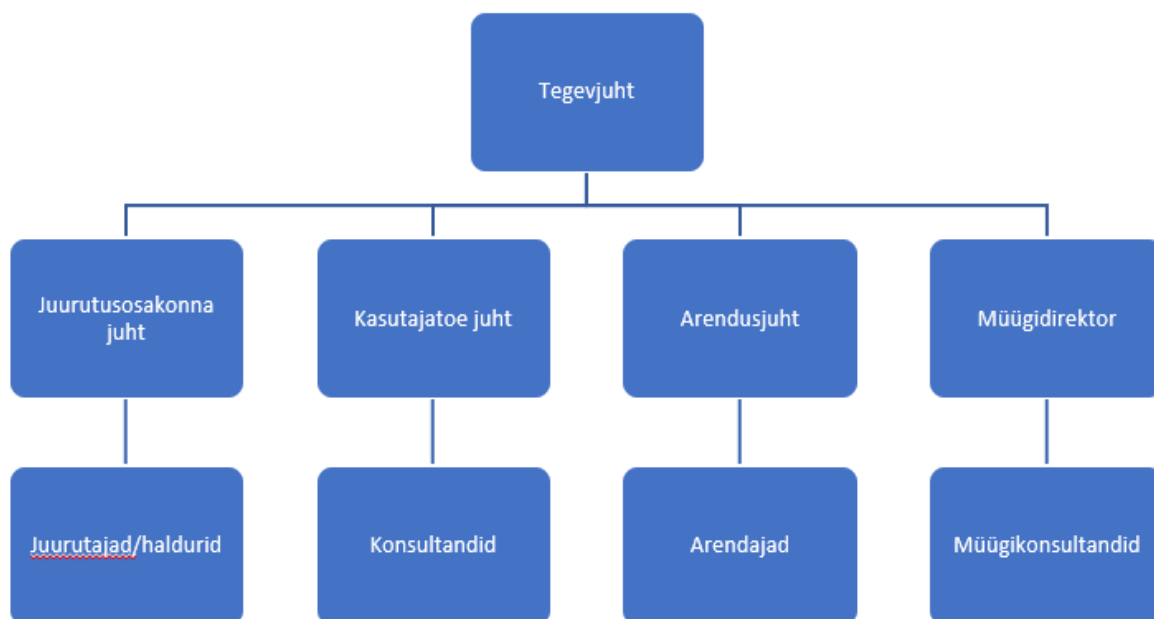 Tegevjuht
Juurutusosakonna
juht
Kasutajatoe juht
Arendusjuht
Müügidirektor
Juurutajad/haldurid
Konsultandid
Arendajad
Müügikonsultandid